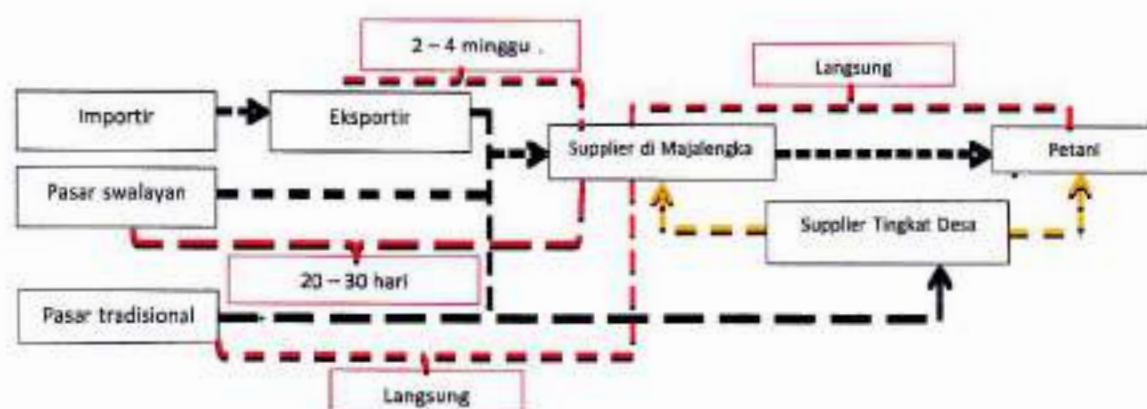 2 – 4 minggu .
Langsung
Importir
Eksportir
Supplier di Majalengka
Petani
Pasar swalayan
Supplier Tingkat Desa
20 – 30 hari
Pasar tradisional
Langsung